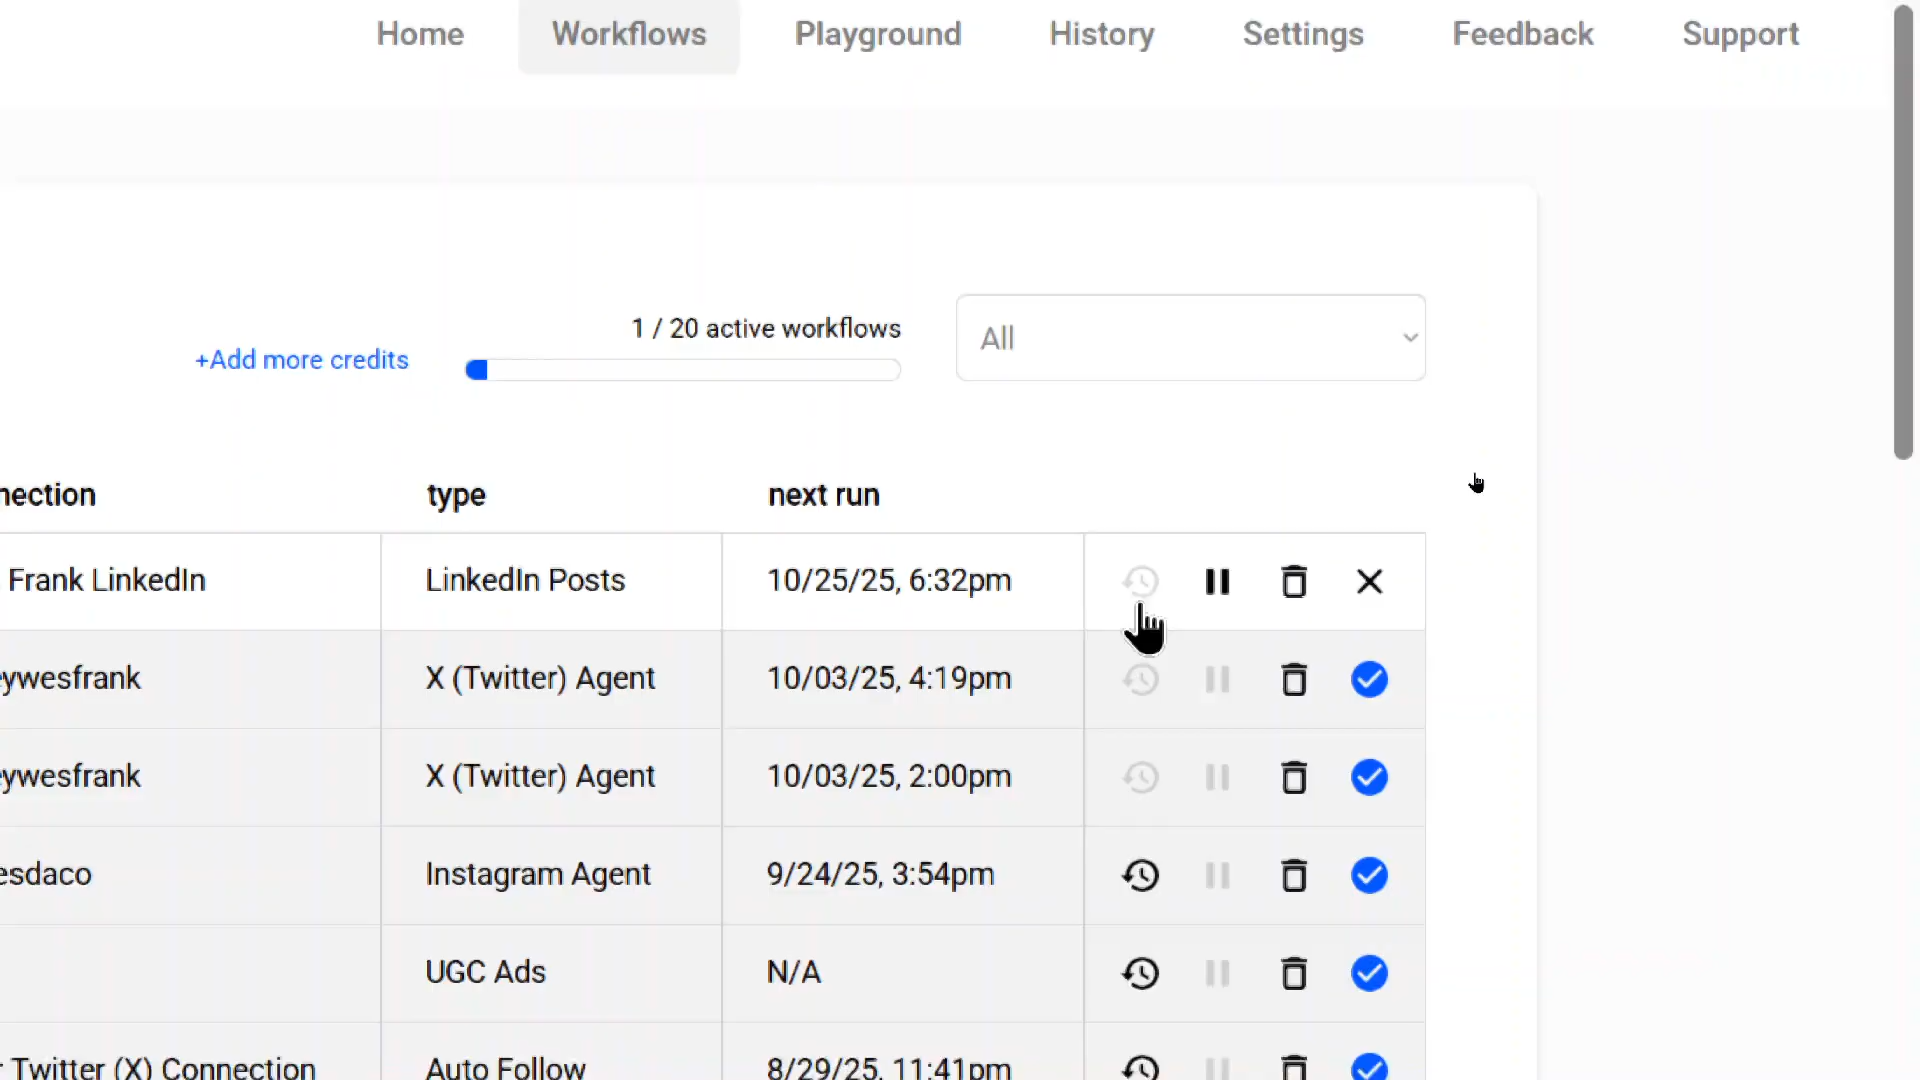 Home Workflows Playground History Settings Feedback Support
1 / 20 active workflows
All
+Add more credits
nection type next run
Frank LinkedIn LinkedIn Posts 10/25/25, 6:32pm
eywesfrank X (Twitter) Agent 10/03/25, 4:19pm
eywesfrank X (Twitter) Agent 10/03/25, 2:00pm
esdaco Instagram Agent 9/24/25, 3:54pm
UGC Ads N/A
r Twitter (X) Connection Auto Follow 8/29/25, 11:41pm